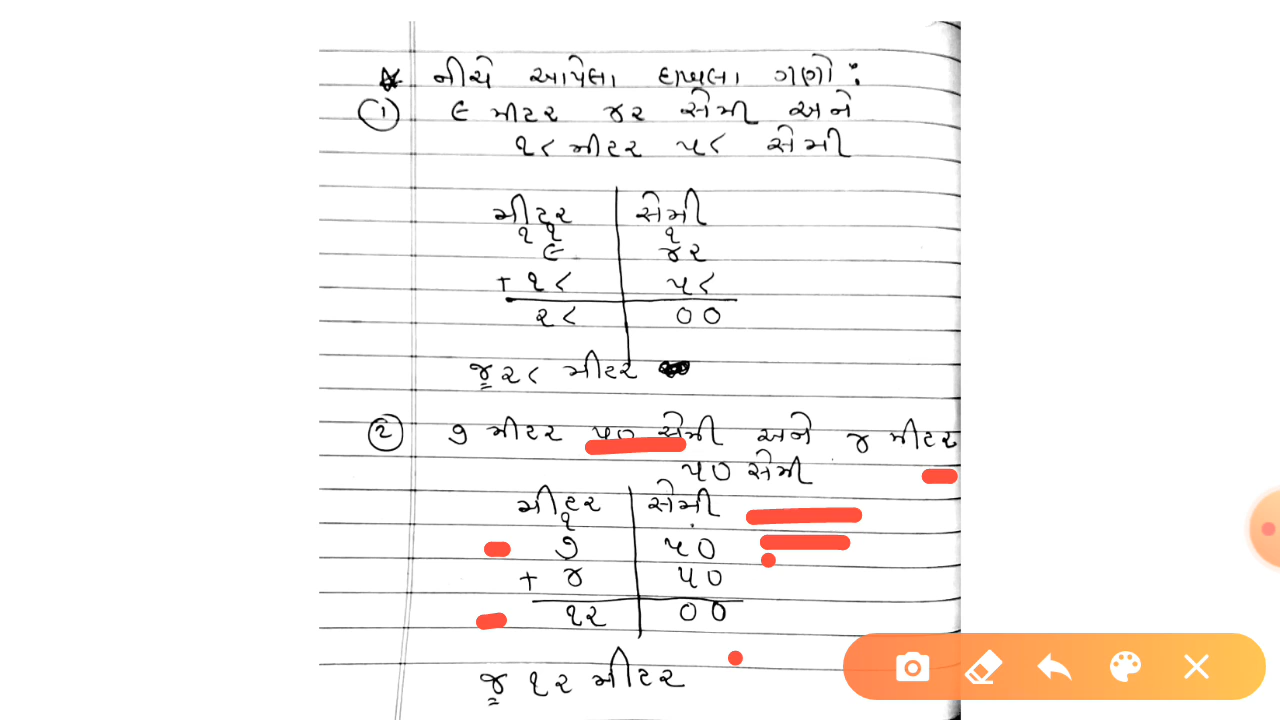 * નીચે આપેલા દાખલા ગણો :
① ૯ મીટર ૪૨ સેમી અને
૧૮ મીટર ૫૮ સેમી
મીટર | સેમી
૧ ૧ | ૧
૯ | ૪૨
+ ૧૮ | ૫૮
૨૮ | ૦૦
જ. ૨૮ મીટર
② ૭ મીટર ૫૦ સેમી અને ૪ મીટર
૫૦ સેમી
મીટર | સેમી
૧
૭ | ૫૦
+ ૪ | ૫૦
૧૨ | ૦૦
જ. ૧૨ મીટર